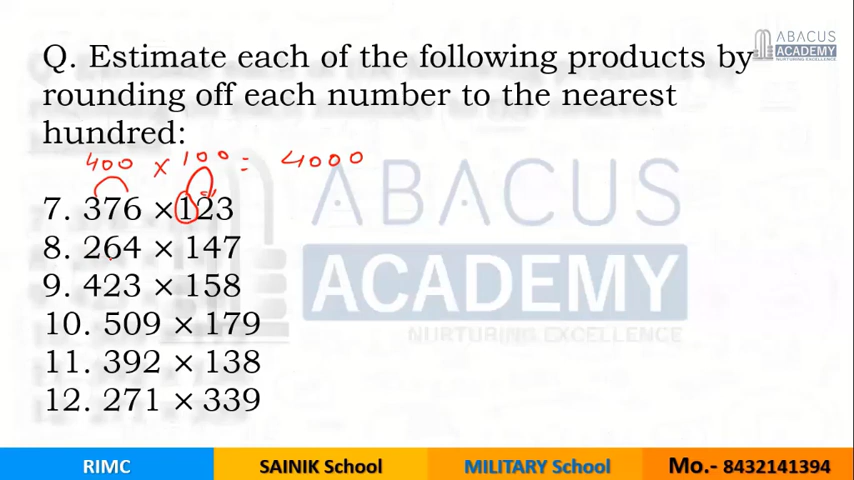 ABACUS
ACADEMY
NURTURING EXCELLENCE
Q. Estimate each of the following products by
rounding off each number to the nearest
hundred:
400 × 100 = 4000
7. 376 × 123
8. 264 × 147
9. 423 × 158
10. 509 × 179
11. 392 × 138
12. 271 × 339
ABACUS
ACADEMY
NURTURING EXCELLENCE
RIMC SAINIK School MILITARY School Mo.- 8432141394